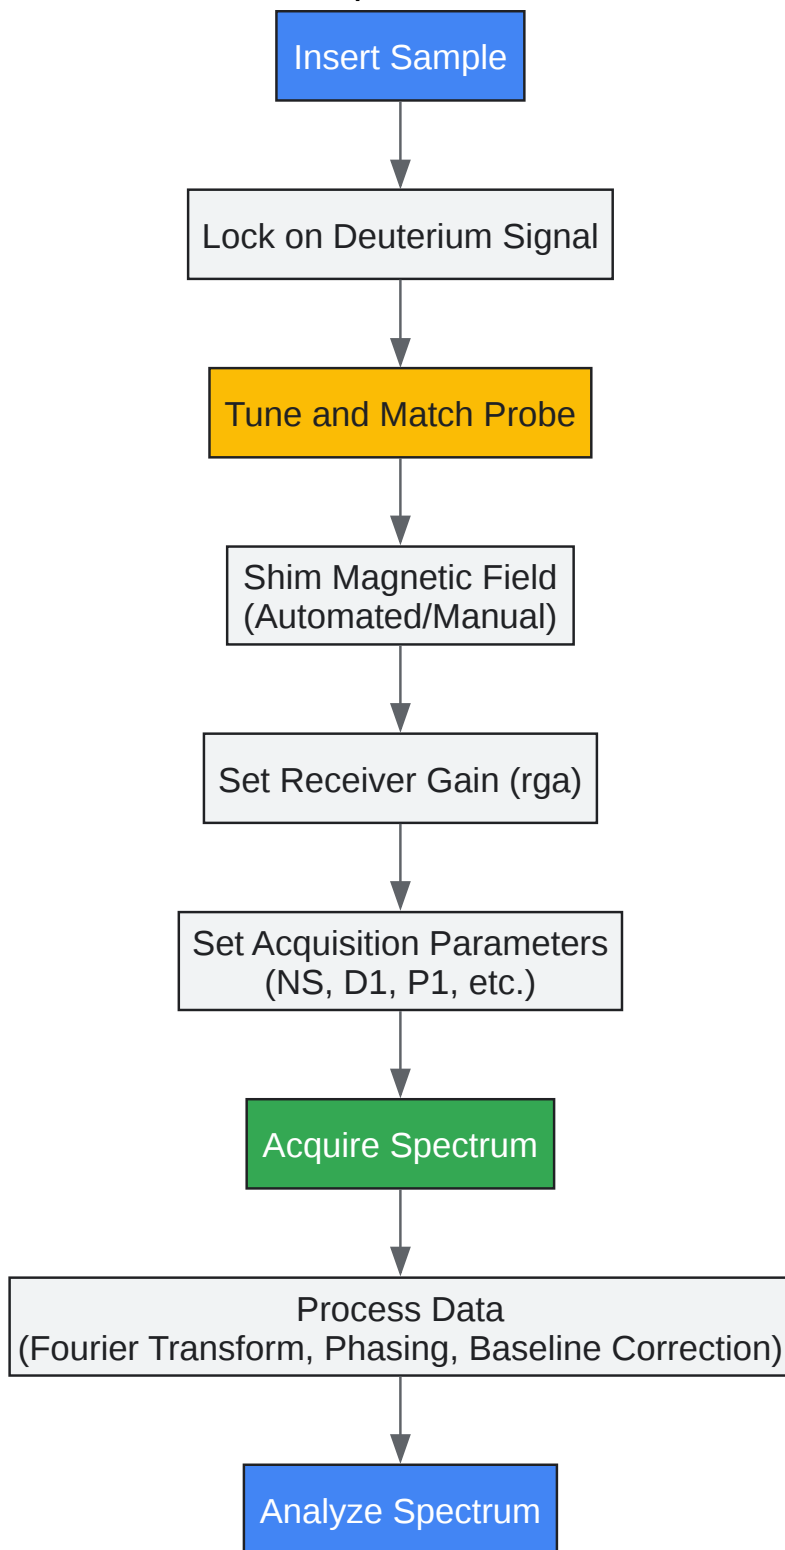 Insert Sample
Lock on Deuterium Signal
Tune and Match Probe
Shim Magnetic Field
(Automated/Manual)
Set Receiver Gain (rga)
Set Acquisition Parameters
(NS, D1, P1, etc.)
Acquire Spectrum
Process Data
(Fourier Transform, Phasing, Baseline Correction)
Analyze Spectrum